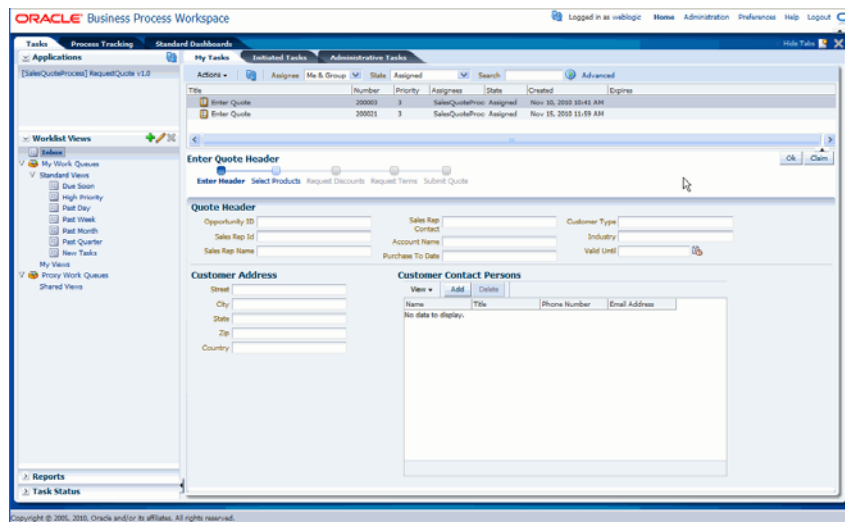 ORACLE Business Process Workspace
Logged in as weblogic Home Administration Preferences Help Logout
Tasks Process Tracking Standard Dashboards
Hide Tabs
Applications
[SalesQuoteProcess] RequestQuote v1.0
My Tasks Initiated Tasks Administrative Tasks
Actions Assignee Me & Group State Assigned Search Advanced
Title Number Priority Assignees State Created Expires
Enter Quote 200003 3 SalesQuoteProc Assigned Nov 10, 2010 10:41 AM
Enter Quote 200021 3 SalesQuoteProc Assigned Nov 15, 2010 11:59 AM
Worklist Views
Inbox
My Work Queues
Standard Views
Due Soon
High Priority
Past Day
Past Week
Past Month
Past Quarter
New Tasks
My Views
Proxy Work Queues
Shared Views
Reports
Task Status
Enter Quote Header
Ok Claim
Enter Header Select Products Request Discounts Request Terms Submit Quote
Quote Header
Opportunity ID
Sales Rep Id
Sales Rep Name
Sales Rep Contact
Account Name
Purchase To Date
Customer Type
Industry
Valid Until
Customer Address
Street
City
State
Zip
Country
Customer Contact Persons
View Add Delete
Name Title Phone Number Email Address
No data to display.
Copyright © 2005, 2010, Oracle and/or its affiliates. All rights reserved.